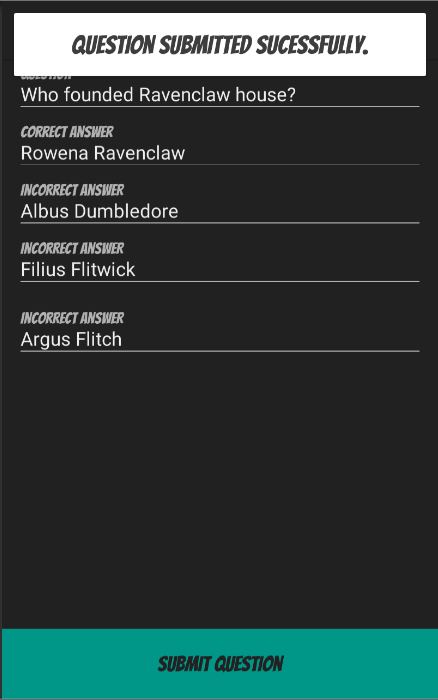 QUESTION SUBMITTED SUCESSFULLY.
QUESTION
Who founded Ravenclaw house?
CORRECT ANSWER
Rowena Ravenclaw
INCORRECT ANSWER
Albus Dumbledore
INCORRECT ANSWER
Filius Flitwick
INCORRECT ANSWER
Argus Flitch
SUBMIT QUESTION